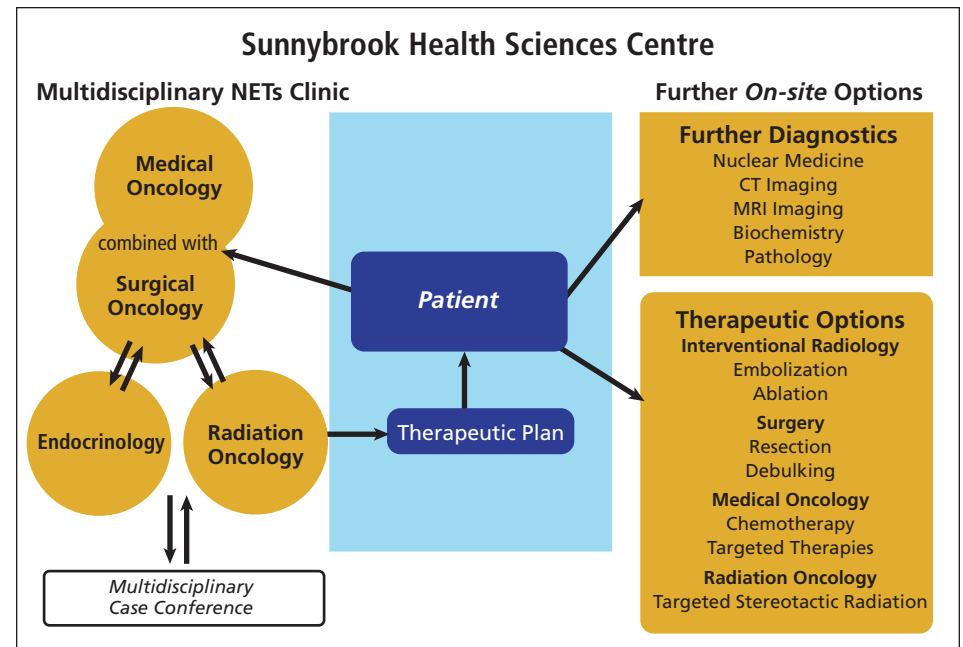 Sunnybrook Health Sciences Centre
Multidisciplinary NETs Clinic
Medical
Oncology
combined with
Surgical
Oncology
Endocrinology
Radiation
Oncology
Multidisciplinary
Case Conference
Patient
Therapeutic Plan
Further On-site Options
Further Diagnostics
Nuclear Medicine
CT Imaging
MRI Imaging
Biochemistry
Pathology
Therapeutic Options
Interventional Radiology
Embolization
Ablation
Surgery
Resection
Debulking
Medical Oncology
Chemotherapy
Targeted Therapies
Radiation Oncology
Targeted Stereotactic Radiation